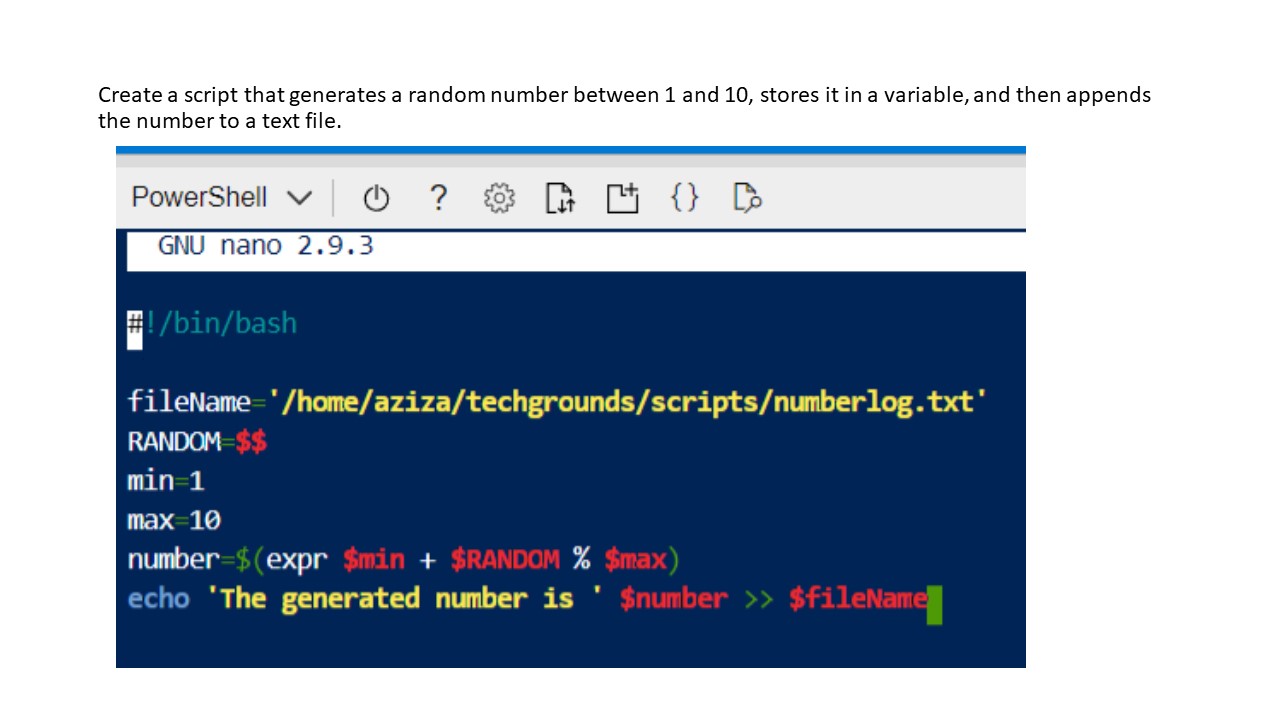 Create a script that generates a random number between 1 and 10, stores it in a variable, and then appends
the number to a text file.
PowerShell ?
{}
GNU nano 2.9.3
#!/bin/bash
fileName='/home/aziza/techgrounds/scripts/numberlog.txt'
RANDOM=$$
min=1
max=10
number=$(expr $min + $RANDOM % $max)
echo 'The generated number is ' $number >> $fileName